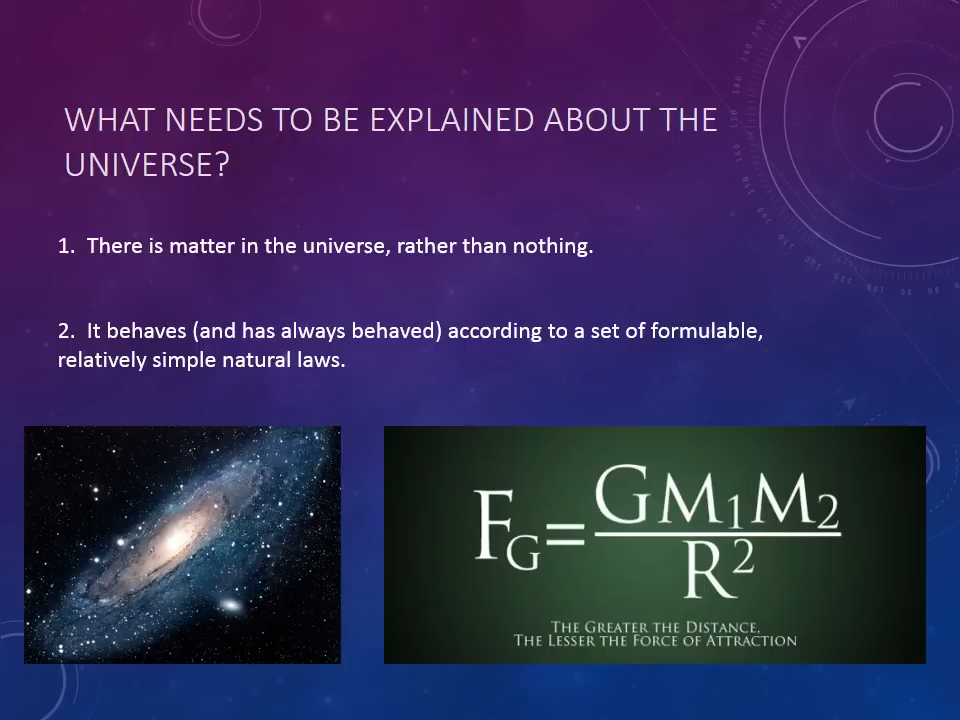 WHAT NEEDS TO BE EXPLAINED ABOUT THE
UNIVERSE?
1. There is matter in the universe, rather than nothing.
2. It behaves (and has always behaved) according to a set of formulable,
relatively simple natural laws.
F_G = GM₁M₂ / R²
THE GREATER THE DISTANCE,
THE LESSER THE FORCE OF ATTRACTION